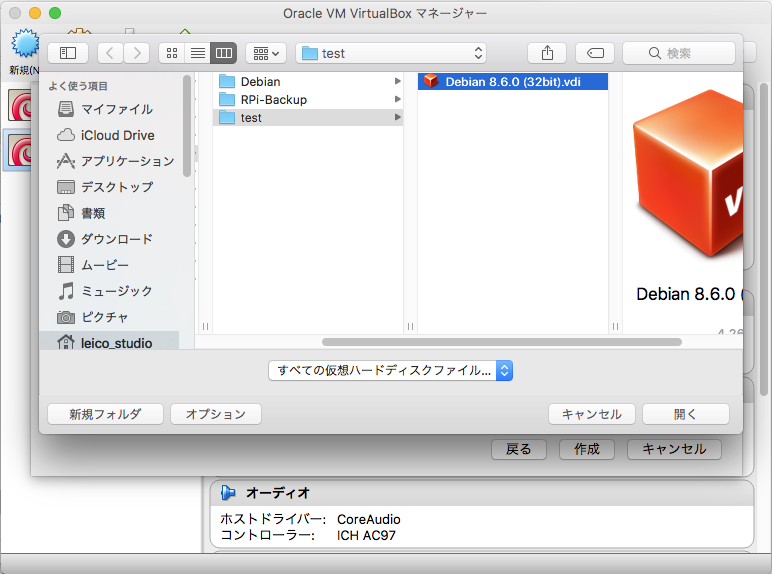 Oracle VM VirtualBox マネージャー
新規(N
test
検索
よく使う項目
マイファイル
iCloud Drive
アプリケーション
デスクトップ
書類
ダウンロード
ムービー
ミュージック
ピクチャ
leico_studio
Debian
RPi-Backup
test
Debian 8.6.0 (32bit).vdi
Debian 8.6.0 (
すべての仮想ハードディスクファイル...
新規フォルダ
オプション
キャンセル
開く
戻る
作成
キャンセル
オーディオ
ホストドライバー: CoreAudio
コントローラー: ICH AC97